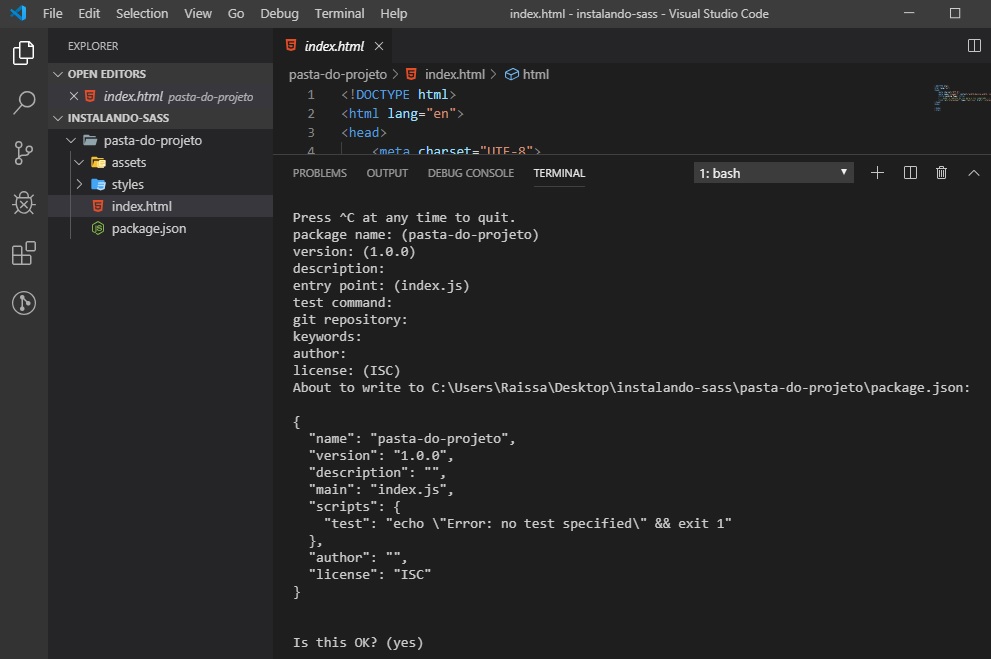 File Edit Selection View Go Debug Terminal Help index.html - instalando-sass - Visual Studio Code
EXPLORER
OPEN EDITORS
index.html pasta-do-projeto
INSTALANDO-SASS
pasta-do-projeto
assets
styles
index.html
package.json
index.html
pasta-do-projeto > index.html > html
1 <!DOCTYPE html>
2 <html lang="en">
3 <head>
4 <meta charset="UTF-8">
PROBLEMS OUTPUT DEBUG CONSOLE TERMINAL 1: bash
Press ^C at any time to quit.
package name: (pasta-do-projeto)
version: (1.0.0)
description:
entry point: (index.js)
test command:
git repository:
keywords:
author:
license: (ISC)
About to write to C:\Users\Raissa\Desktop\instalando-sass\pasta-do-projeto\package.json:
{
"name": "pasta-do-projeto",
"version": "1.0.0",
"description": "",
"main": "index.js",
"scripts": {
"test": "echo \"Error: no test specified\" && exit 1"
},
"author": "",
"license": "ISC"
}
Is this OK? (yes)